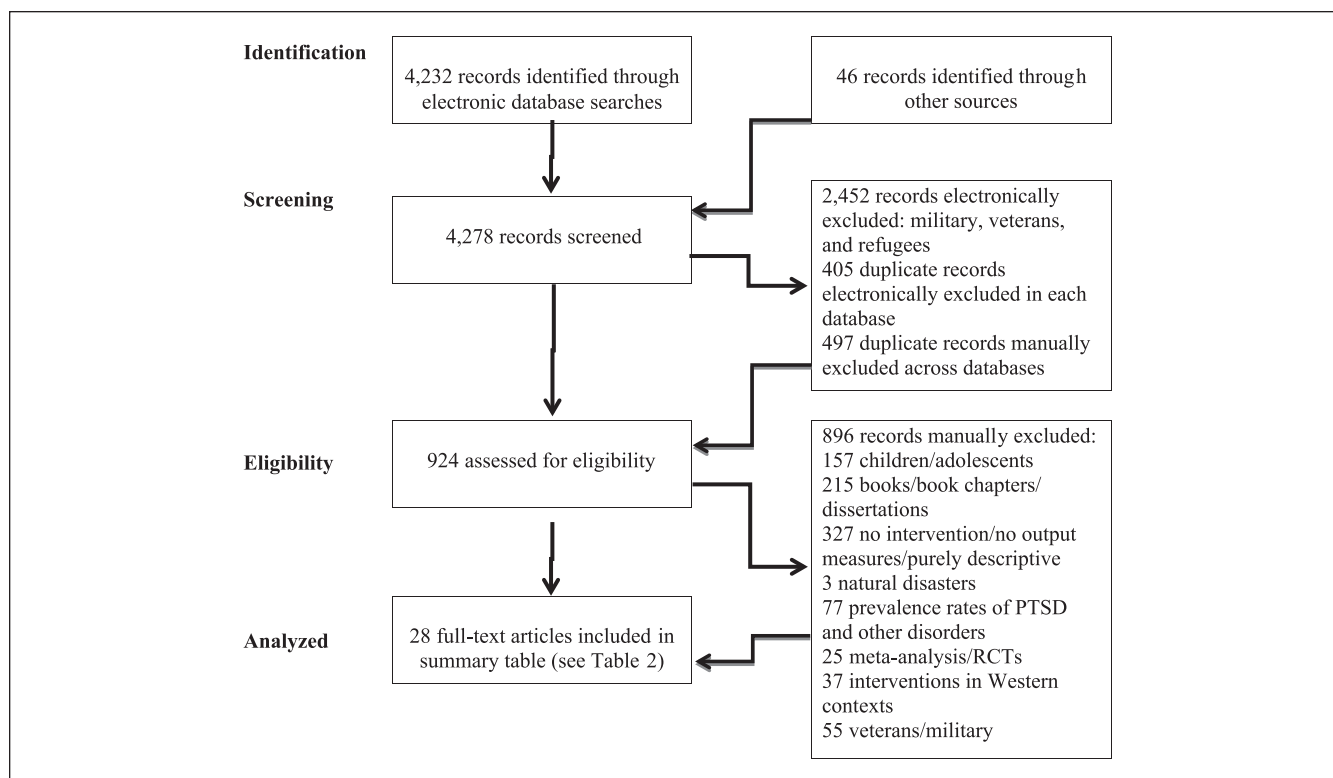 Identification
4,232 records identified through
electronic database searches
46 records identified through
other sources
Screening
4,278 records screened
2,452 records electronically
excluded: military, veterans,
and refugees
405 duplicate records
electronically excluded in each
database
497 duplicate records manually
excluded across databases
Eligibility
924 assessed for eligibility
896 records manually excluded:
157 children/adolescents
215 books/book chapters/
dissertations
327 no intervention/no output
measures/purely descriptive
3 natural disasters
77 prevalence rates of PTSD
and other disorders
25 meta-analysis/RCTs
37 interventions in Western
contexts
55 veterans/military
Analyzed
28 full-text articles included in
summary table (see Table 2)